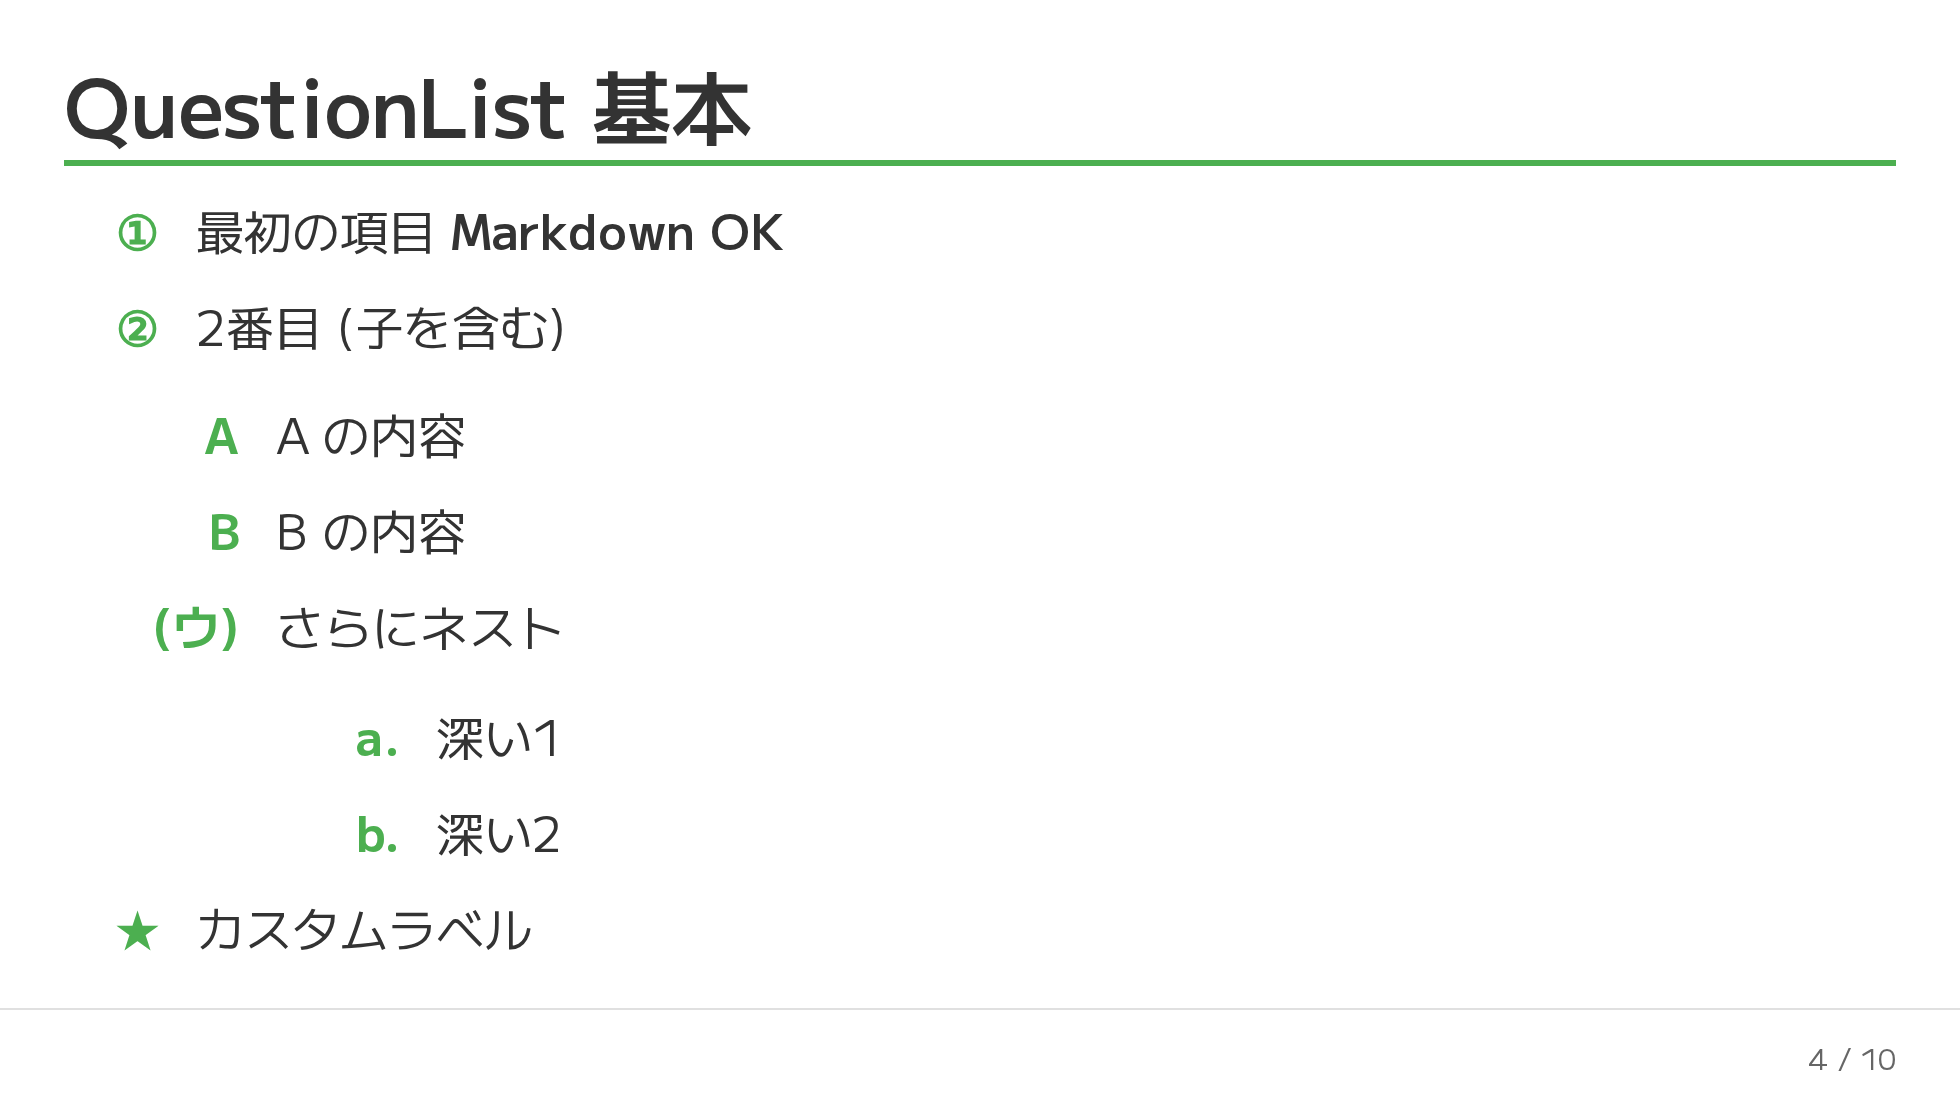 QuestionList 基本
① 最初の項目 Markdown OK
② 2番目 (子を含む)
A A の内容
B B の内容
(ウ) さらにネスト
a. 深い1
b. 深い2
★ カスタムラベル
4 / 10